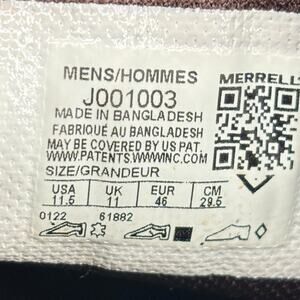 MENS/HOMMES
MERRELL
J001003
MADE IN BANGLADESH
FABRIQUÉ AU BANGLADESH
MAY BE COVERED BY US PAT.
WWW.PATENTS.WWWINC.COM
SIZE/GRANDEUR
USA UK EUR CM
11.5 11 46 29.5
0122 61882